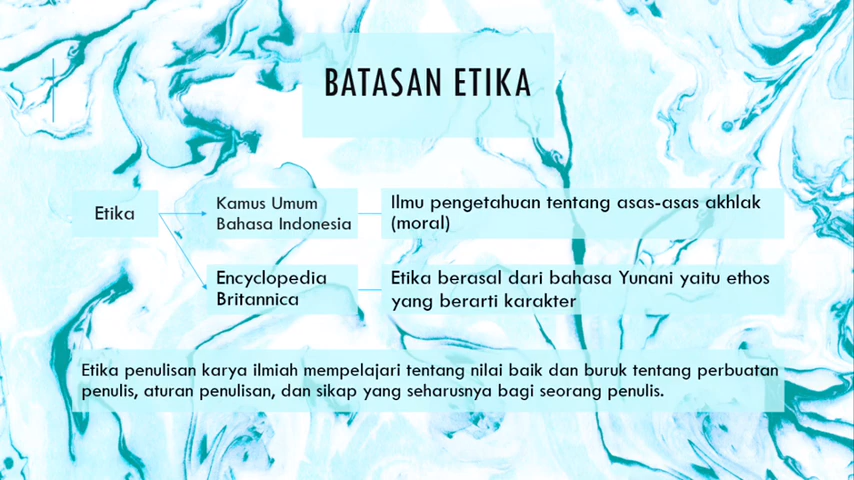 BATASAN ETIKA
Etika
Kamus Umum
Bahasa Indonesia
Ilmu pengetahuan tentang asas-asas akhlak
(moral)
Encyclopedia
Britannica
Etika berasal dari bahasa Yunani yaitu ethos
yang berarti karakter
Etika penulisan karya ilmiah mempelajari tentang nilai baik dan buruk tentang perbuatan
penulis, aturan penulisan, dan sikap yang seharusnya bagi seorang penulis.